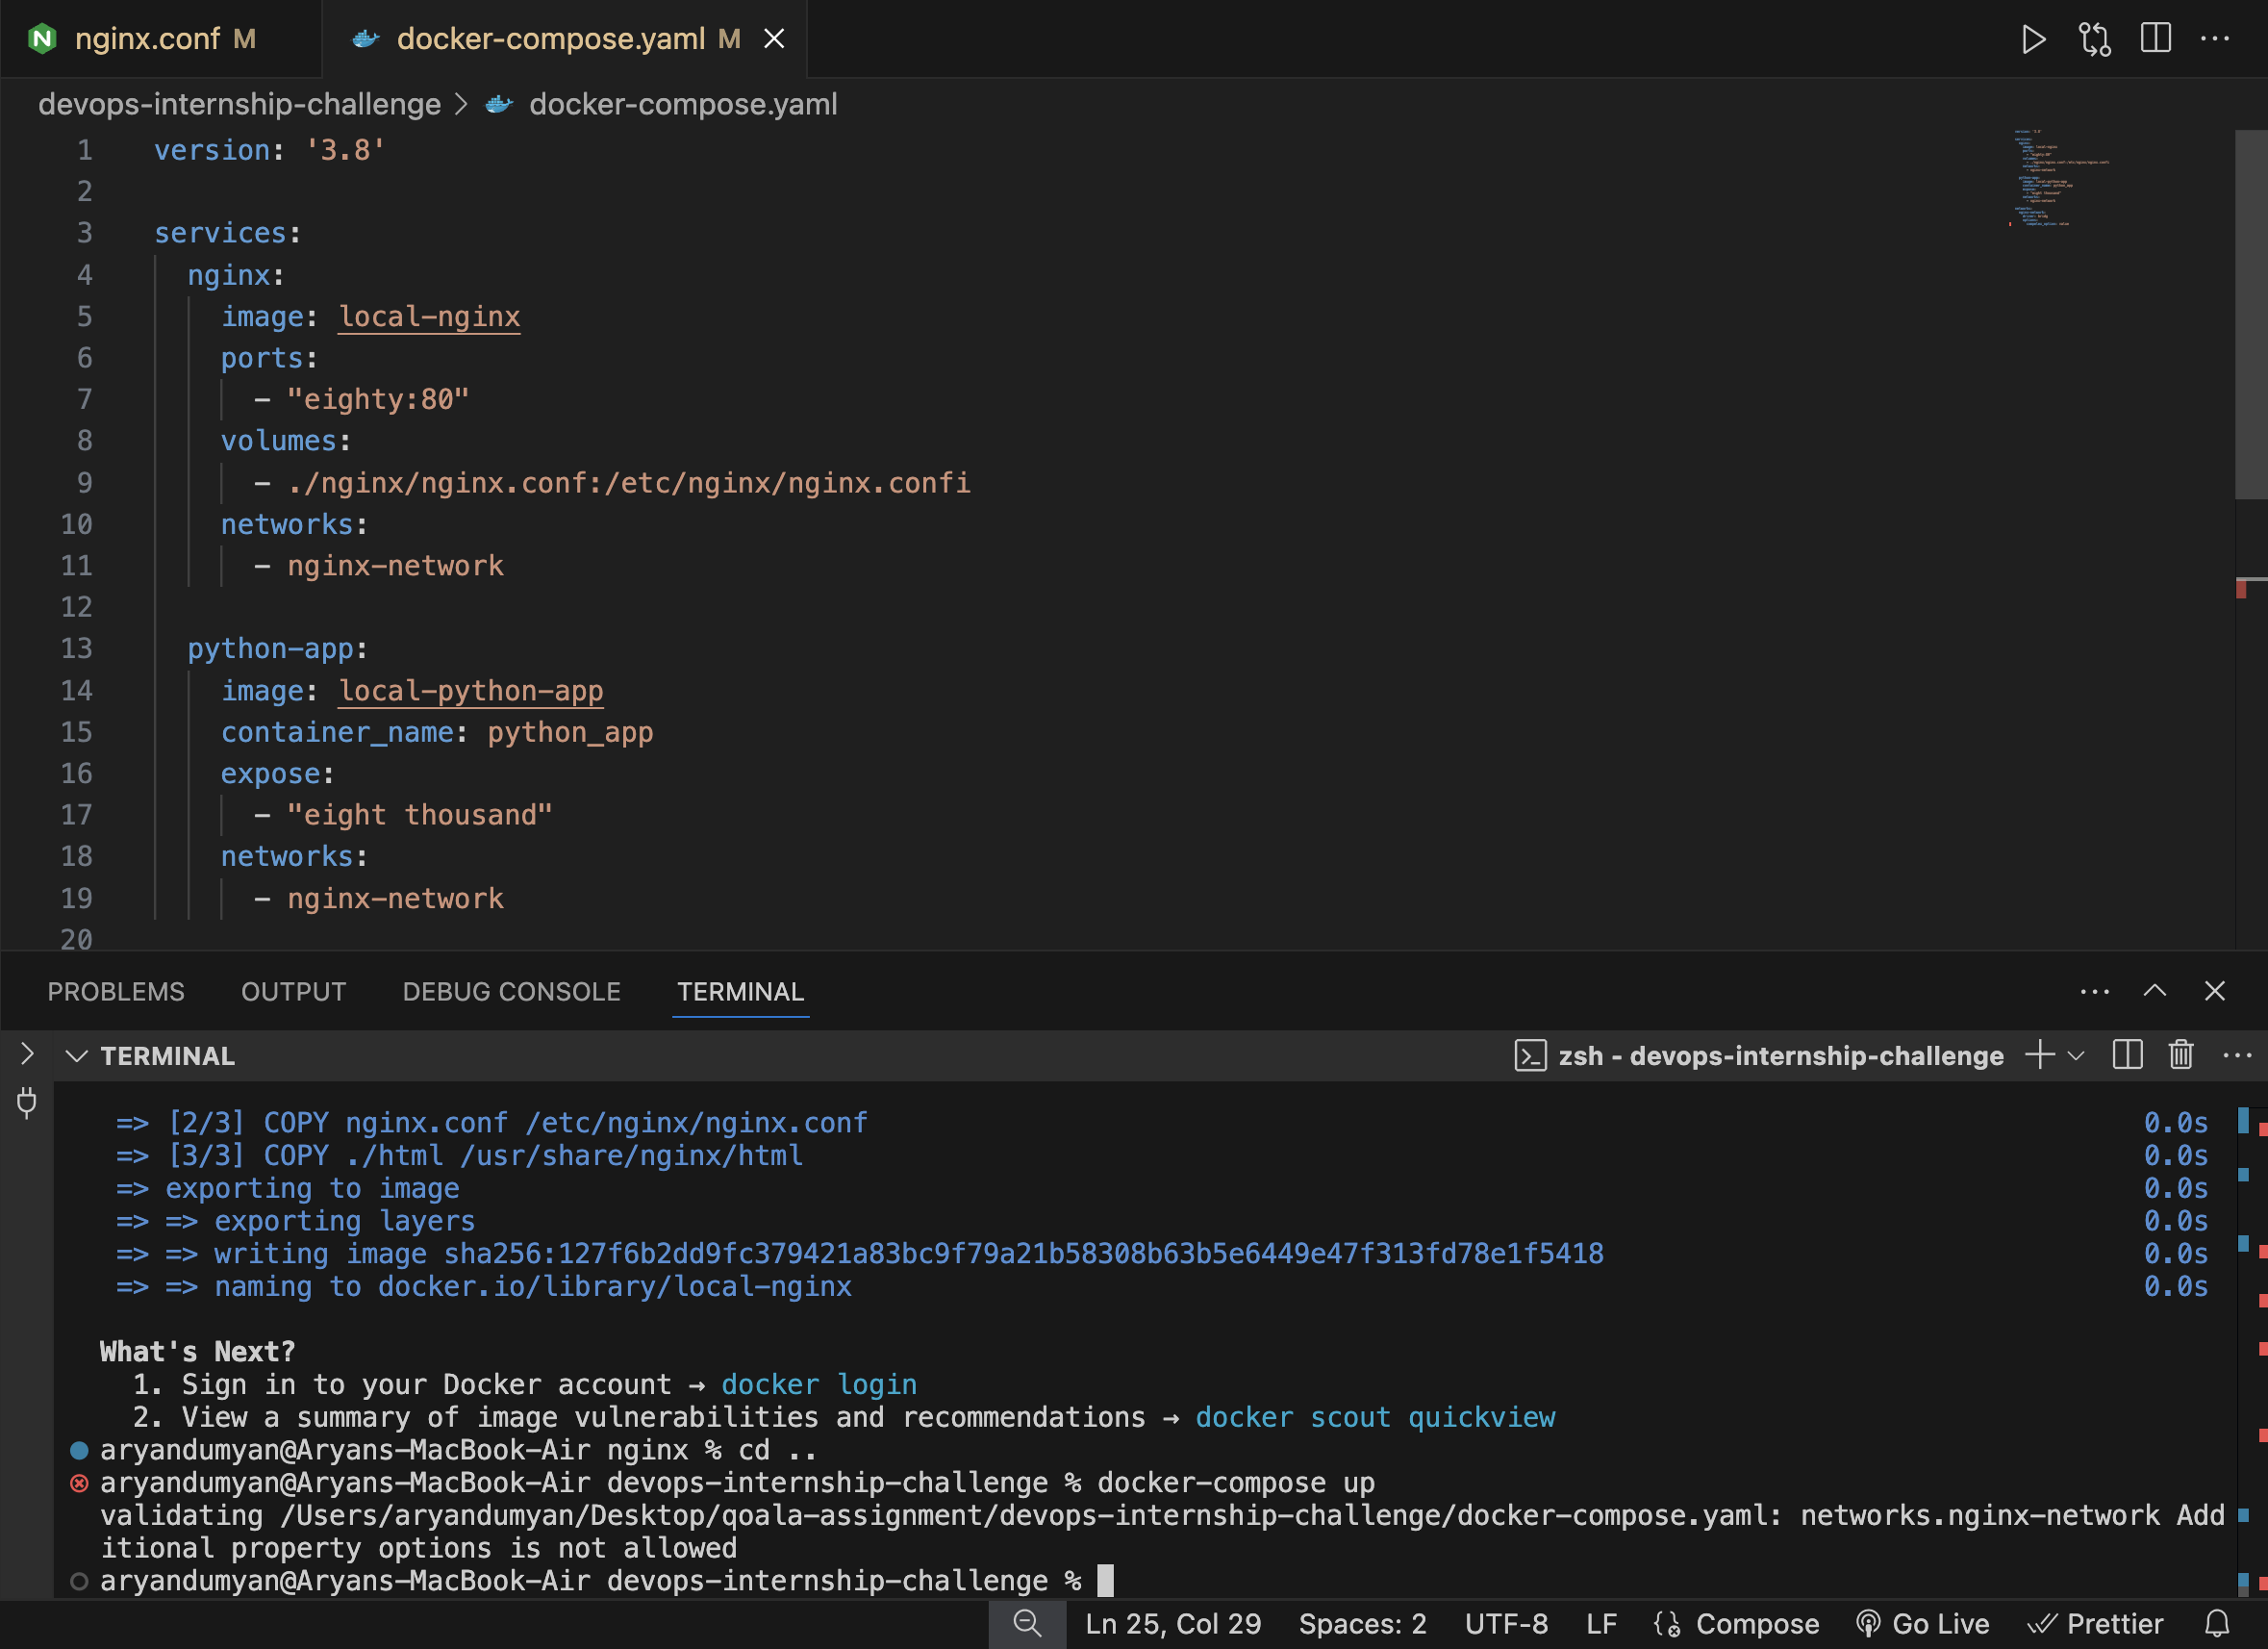 nginx.conf M
docker-compose.yaml M
devops-internship-challenge > docker-compose.yaml
1 version: '3.8'
2
3 services:
4 nginx:
5 image: local-nginx
6 ports:
7 - "eighty:80"
8 volumes:
9 - ./nginx/nginx.conf:/etc/nginx/nginx.confi
10 networks:
11 - nginx-network
12
13 python-app:
14 image: local-python-app
15 container_name: python_app
16 expose:
17 - "eight thousand"
18 networks:
19 - nginx-network
20
PROBLEMS OUTPUT DEBUG CONSOLE TERMINAL
TERMINAL zsh - devops-internship-challenge
=> [2/3] COPY nginx.conf /etc/nginx/nginx.conf 0.0s
=> [3/3] COPY ./html /usr/share/nginx/html 0.0s
=> exporting to image 0.0s
=> => exporting layers 0.0s
=> => writing image sha256:127f6b2dd9fc379421a83bc9f79a21b58308b63b5e6449e47f313fd78e1f5418 0.0s
=> => naming to docker.io/library/local-nginx 0.0s
What's Next?
1. Sign in to your Docker account → docker login
2. View a summary of image vulnerabilities and recommendations → docker scout quickview
aryandumyan@Aryans-MacBook-Air nginx % cd ..
aryandumyan@Aryans-MacBook-Air devops-internship-challenge % docker-compose up
validating /Users/aryandumyan/Desktop/qoala-assignment/devops-internship-challenge/docker-compose.yaml: networks.nginx-network Add
itional property options is not allowed
aryandumyan@Aryans-MacBook-Air devops-internship-challenge %
Ln 25, Col 29 Spaces: 2 UTF-8 LF Compose Go Live Prettier